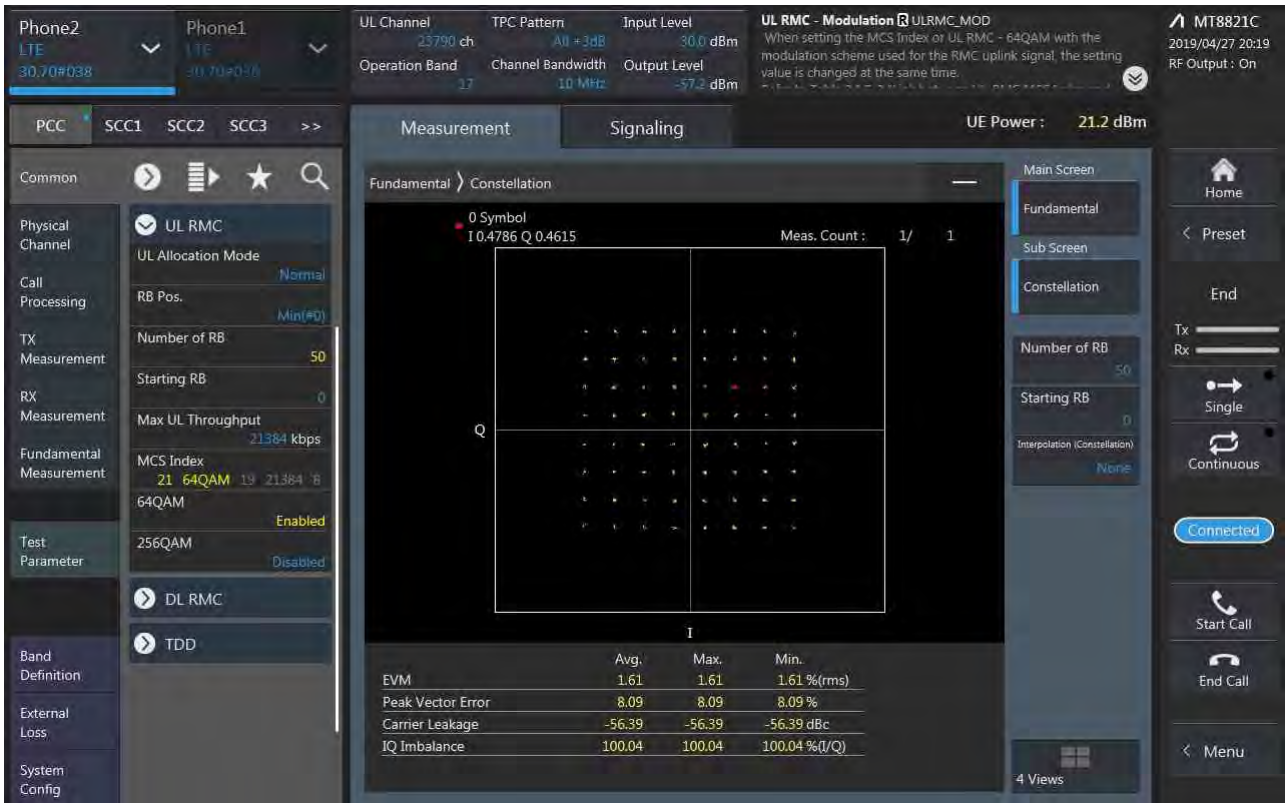 Phone2
LTE
30.70#038
Phone1
LTE
30.70#038
UL Channel
23790 ch
Operation Band
17
TPC Pattern
All +3dB
Channel Bandwidth
10 MHz
Input Level
30.0 dBm
Output Level
-57.2 dBm
UL RMC - Modulation R ULRMC_MOD
When setting the MCS Index or UL RMC - 64QAM with the
modulation scheme used for the RMC uplink signal, the setting
value is changed at the same time.
MT8821C
2019/04/27 20:19
RF Output : On
PCC SCC1 SCC2 SCC3 >>
Measurement
Signaling
UE Power : 21.2 dBm
Common
Physical
Channel
Call
Processing
TX
Measurement
RX
Measurement
Fundamental
Measurement
Test
Parameter
Band
Definition
External
Loss
System
Config
UL RMC
UL Allocation Mode
Normal
RB Pos.
Min(#0)
Number of RB
50
Starting RB
0
Max UL Throughput
21384 kbps
MCS Index
21 64QAM 19 21384 8
64QAM
Enabled
256QAM
Disabled
DL RMC
TDD
Fundamental 〉 Constellation
0 Symbol
I 0.4786 Q 0.4615
Meas. Count : 1/ 1
Q
I
Avg. Max. Min.
EVM 1.61 1.61 1.61 %(rms)
Peak Vector Error 8.09 8.09 8.09 %
Carrier Leakage -56.39 -56.39 -56.39 dBc
IQ Imbalance 100.04 100.04 100.04 %(I/Q)
Main Screen
Fundamental
Sub Screen
Constellation
Number of RB
50
Starting RB
0
Interpolation (Constellation)
None
4 Views
Home
< Preset
End
Tx
Rx
Single
Continuous
Connected
Start Call
End Call
< Menu